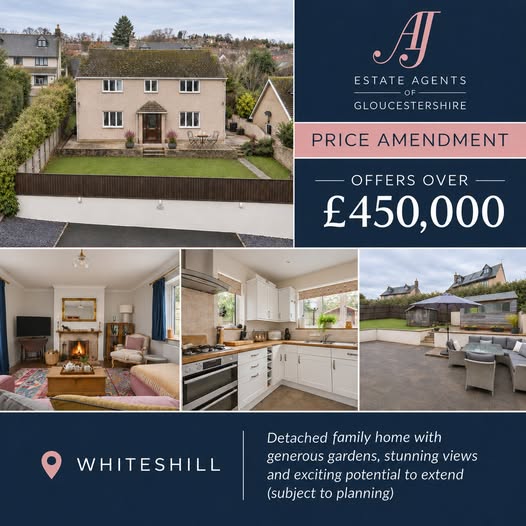 AJ
ESTATE AGENTS
OF
GLOUCESTERSHIRE
PRICE AMENDMENT
OFFERS OVER
£450,000
WHITESHILL
Detached family home with
generous gardens, stunning views
and exciting potential to extend
(subject to planning)